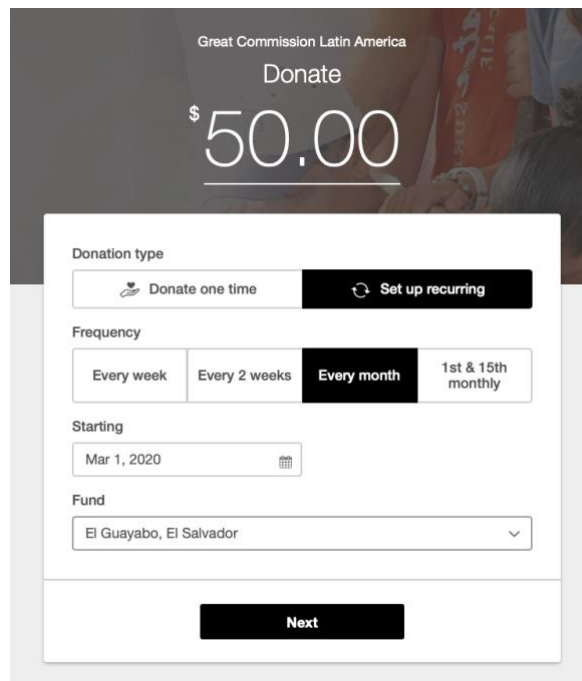 Great Commission Latin America
Donate
$50.00
Donation type
Donate one time
Set up recurring
Frequency
Every week
Every 2 weeks
Every month
1st & 15th
monthly
Starting
Mar 1, 2020
Fund
El Guayabo, El Salvador
Next